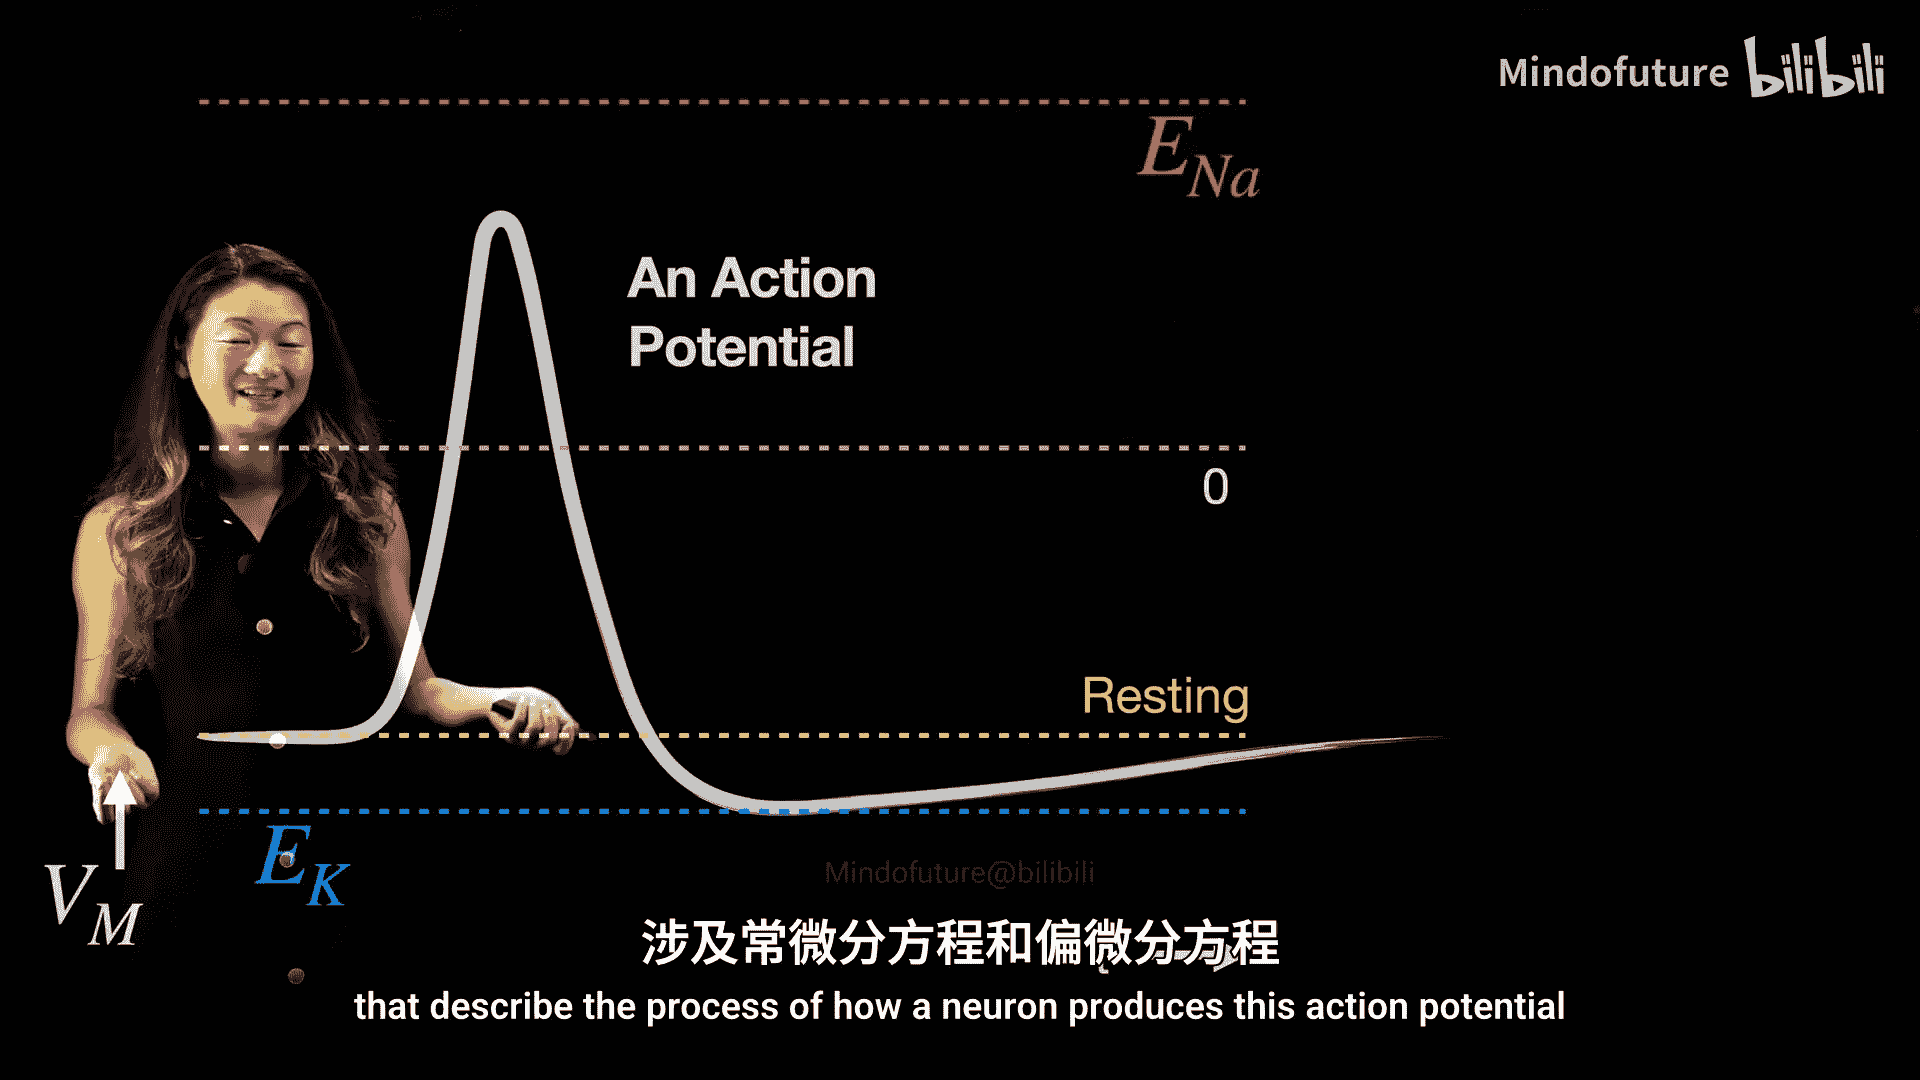 Mindofuture bilibili
E_Na
An Action
Potential
0
Resting
E_K
V_M
Mindofuture@bilibili
涉及常微分方程和偏微分方程
that describe the process of how a neuron produces this action potential